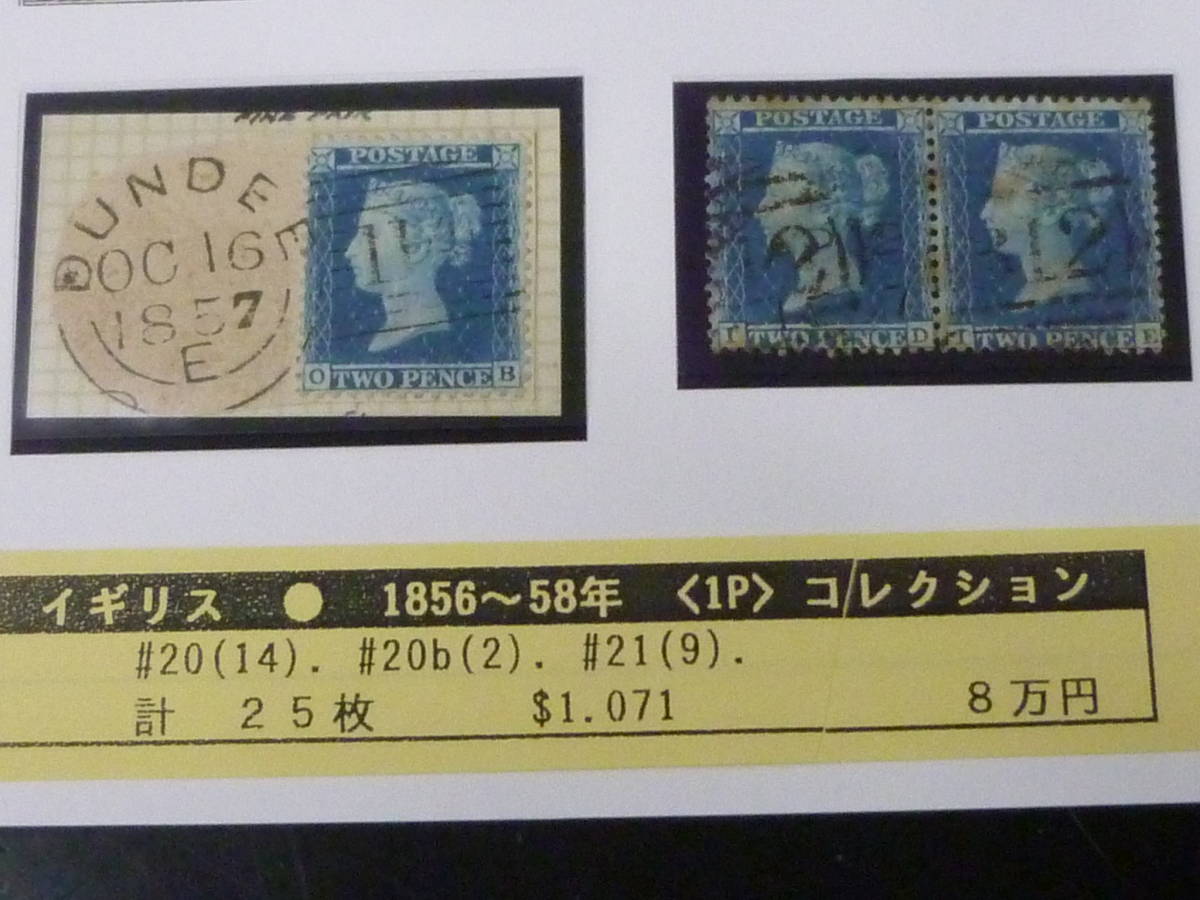 DUNDEE
OC 16
1857
E
POSTAGE
O TWO PENCE B
POSTAGE
TWO PENCE D
POSTAGE
I TWO PENCE E
イギリス ● 1856～58年 〈1P〉コレクション
#20(14). #20b(2). #21(9).
計 25枚 $1.071 8万円